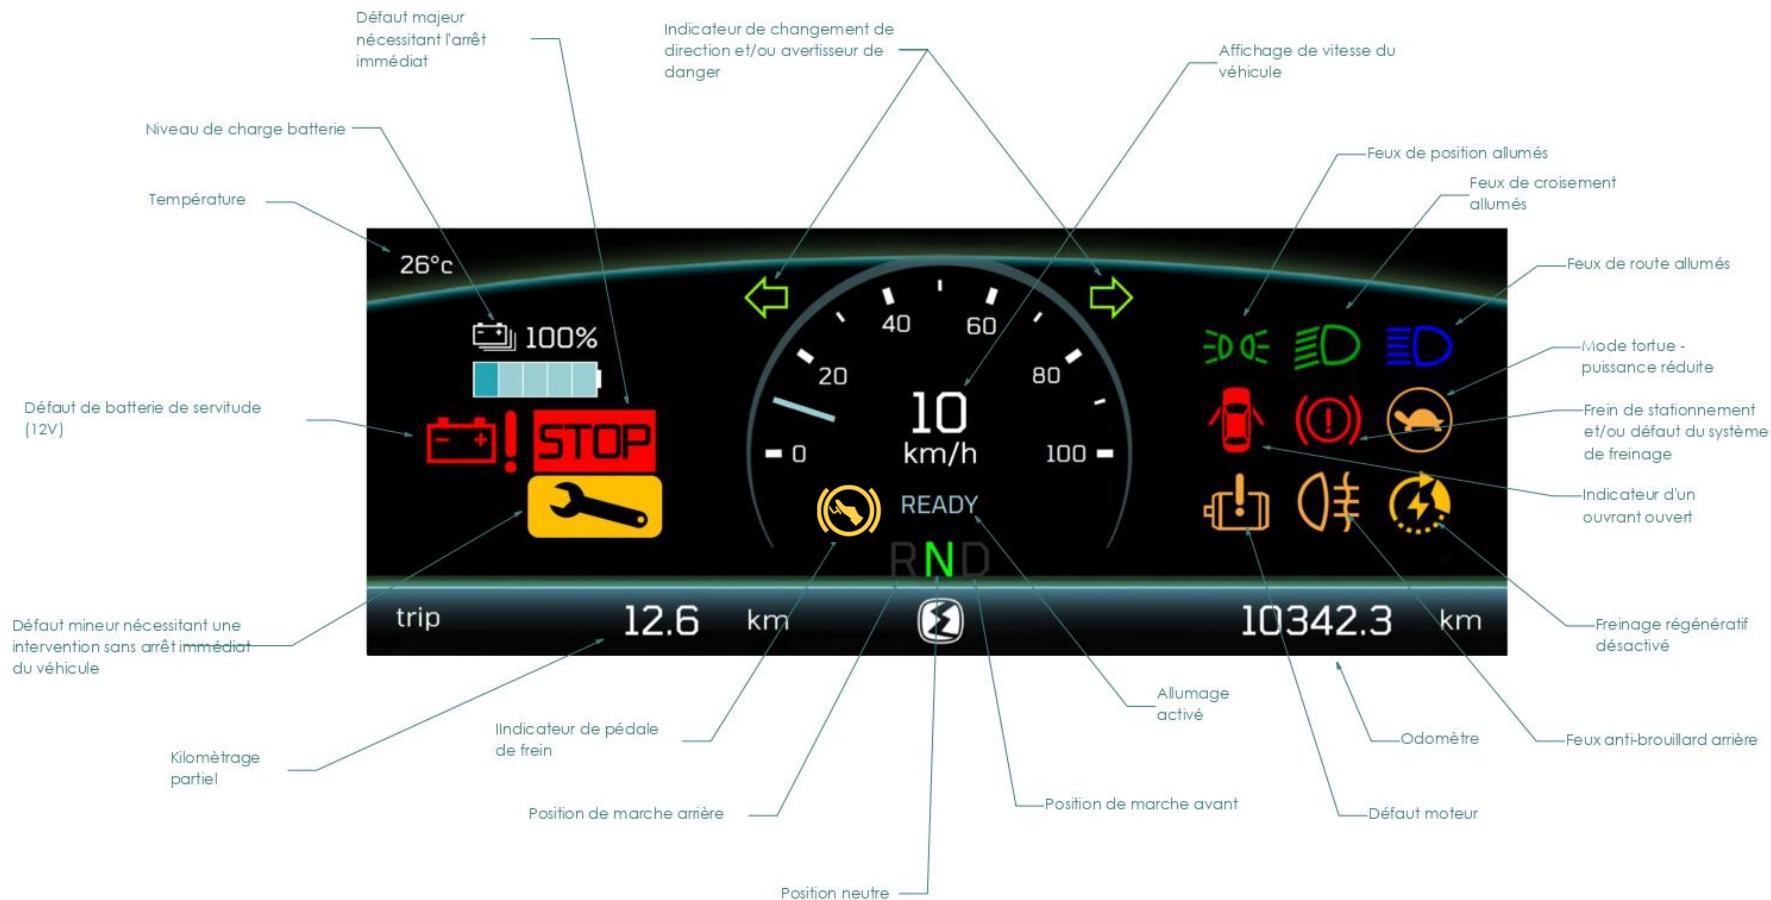 Défaut majeur
nécessitant l'arrêt
immédiat
Indicateur de changement de
direction et/ou avertisseur de
danger
Affichage de vitesse du
véhicule
Niveau de charge batterie
Feux de position allumés
Température
Feux de croisement
allumés
26°c
Feux de route allumés
100%
40
60
20
80
Mode tortue -
puissance réduite
Défaut de batterie de servitude
(12V)
STOP
10
km/h
0
100
Frein de stationnement
et/ou défaut du système
de freinage
READY
Indicateur d'un
ouvrant ouvert
R N D
trip
12.6
km
10342.3
km
Défaut mineur nécessitant une
intervention sans arrêt immédiat
du véhicule
Freinage régénératif
désactivé
Allumage
activé
IIndicateur de pédale
de frein
Odomètre
Feux anti-brouillard arrière
Kilomètrage
partiel
Position de marche arrière
Position de marche avant
Défaut moteur
Position neutre